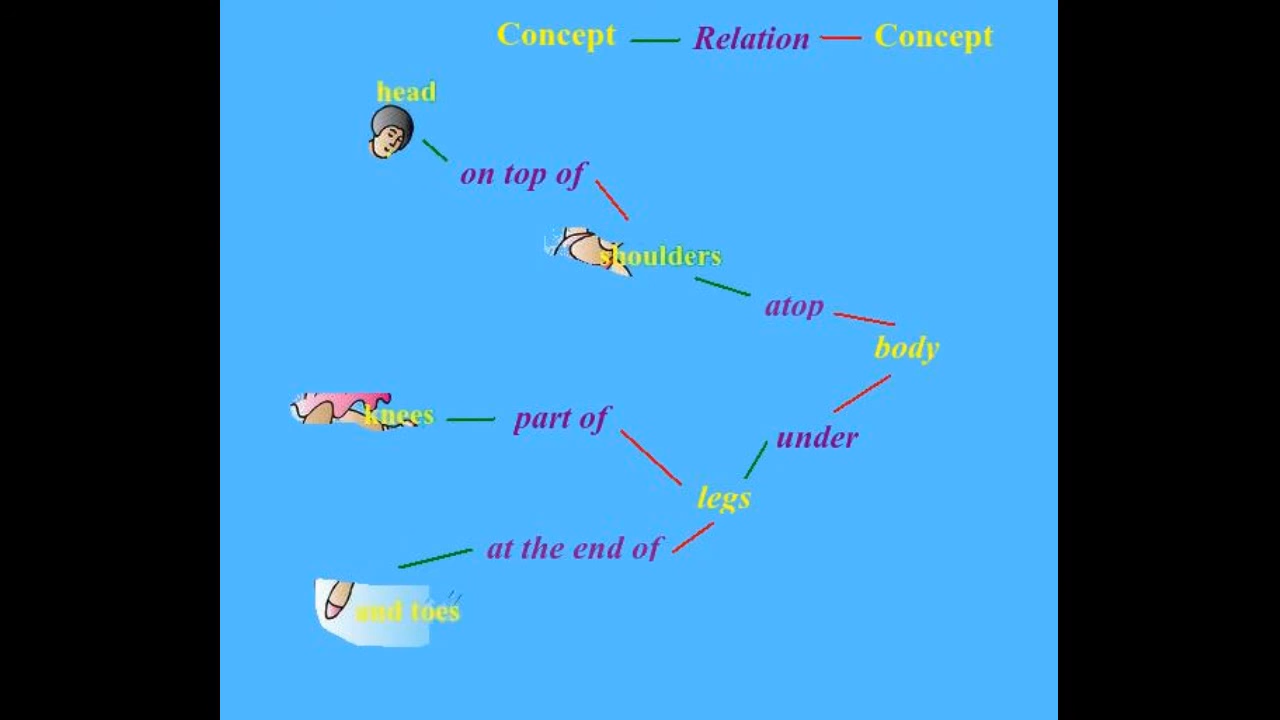 Concept Relation Concept
head
on top of
shoulders
atop
body
knees part of
under
legs
at the end of
and toes